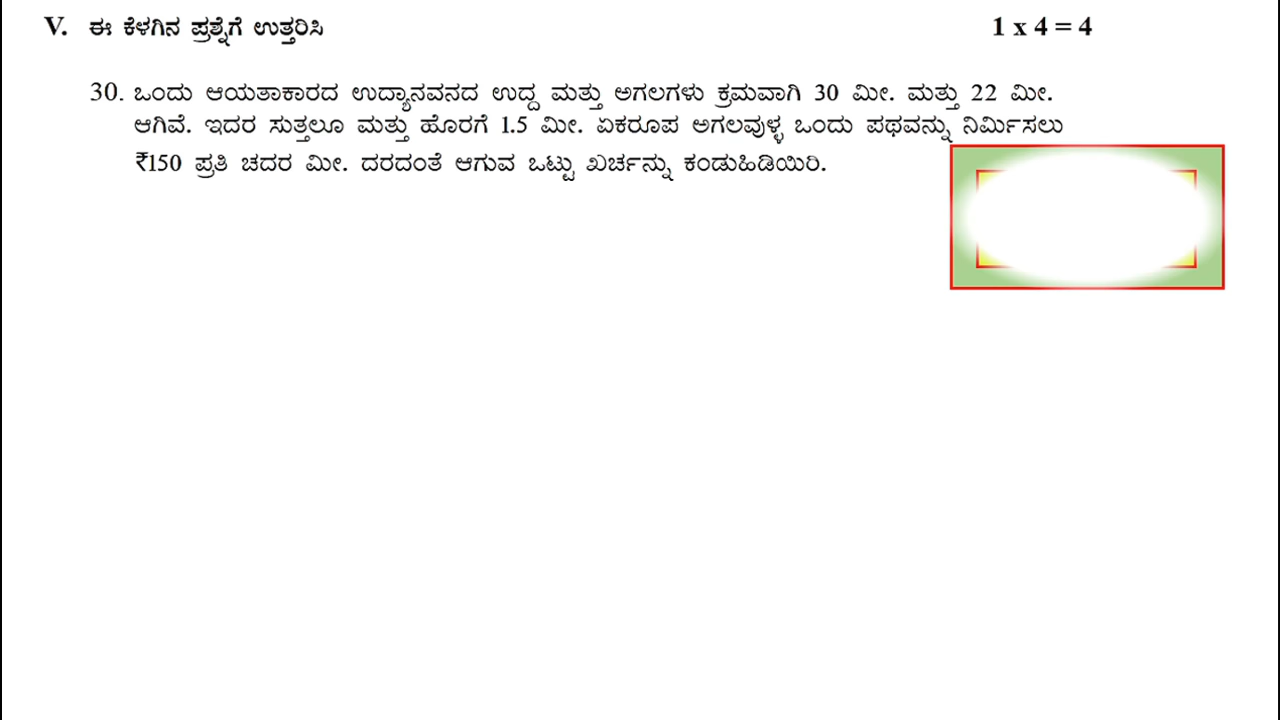 V. ಈ ಕೆಳಗಿನ ಪ್ರಶ್ನೆಗೆ ಉತ್ತರಿಸಿ 1 x 4 = 4
30. ಒಂದು ಆಯತಾಕಾರದ ಉದ್ಯಾನವನದ ಉದ್ದ ಮತ್ತು ಅಗಲಗಳು ಕ್ರಮವಾಗಿ 30 ಮೀ. ಮತ್ತು 22 ಮೀ.
ಆಗಿವೆ. ಇದರ ಸುತ್ತಲೂ ಮತ್ತು ಹೊರಗೆ 1.5 ಮೀ. ಏಕರೂಪ ಅಗಲವುಳ್ಳ ಒಂದು ಪಥವನ್ನು ನಿರ್ಮಿಸಲು
₹150 ಪ್ರತಿ ಚದರ ಮೀ. ದರದಂತೆ ಆಗುವ ಒಟ್ಟು ಖರ್ಚನ್ನು ಕಂಡುಹಿಡಿಯಿರಿ.